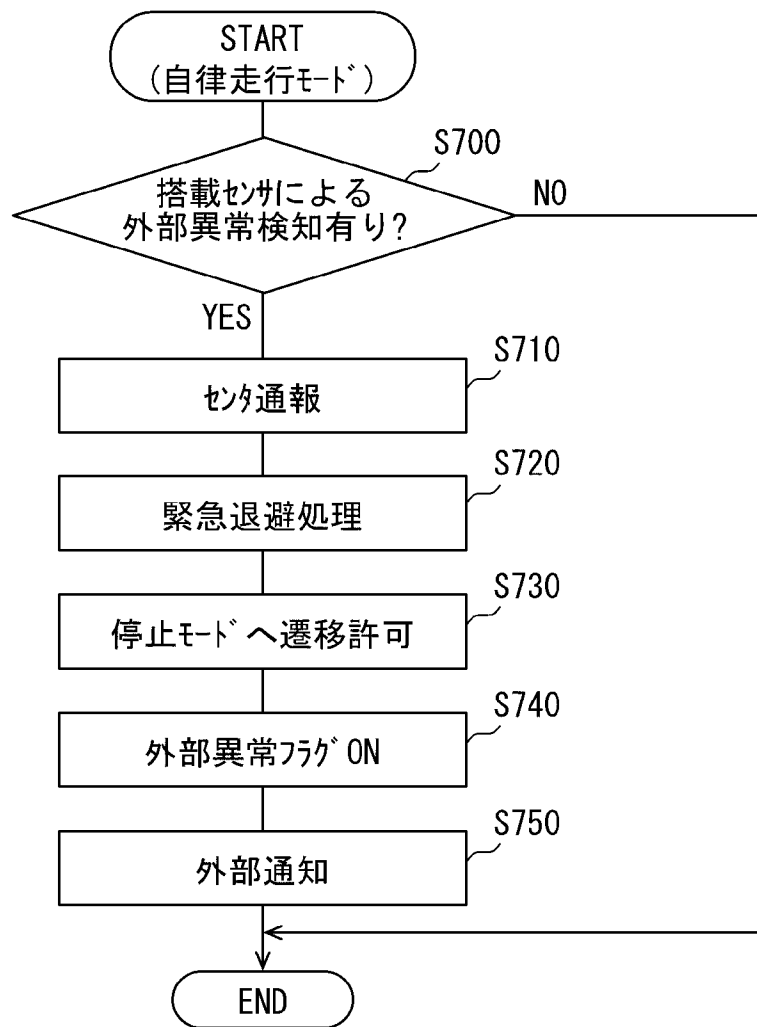 START
(自律走行ﾓｰﾄﾞ)
S700
搭載ｾﾝｻによる
外部異常検知有り?
NO
YES
S710
ｾﾝﾀ通報
S720
緊急退避処理
S730
停止ﾓｰﾄﾞへ遷移許可
S740
外部異常ﾌﾗｸﾞON
S750
外部通知
END